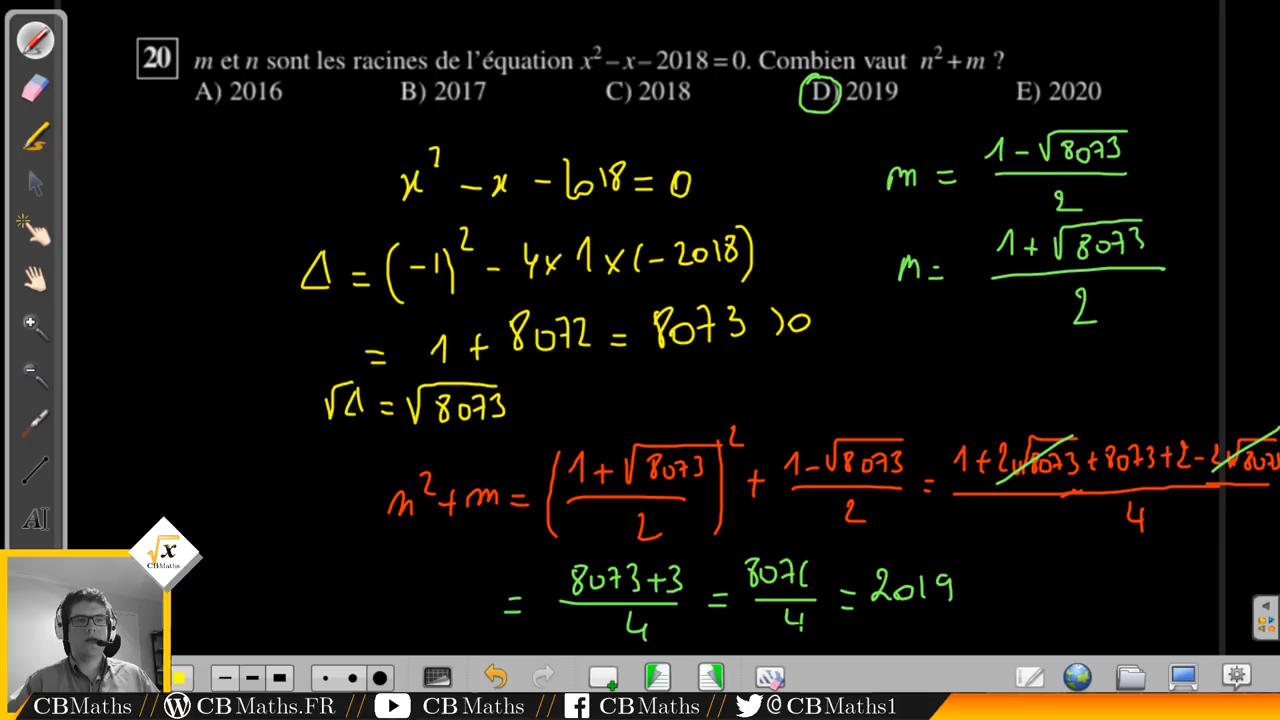 20 m et n sont les racines de l'équation x² – x – 2018 = 0. Combien vaut n² + m ?
A) 2016 B) 2017 C) 2018 D) 2019 E) 2020
x² – x – 2018 = 0
m = (1 – √8073)/2
Δ = (–1)² – 4 × 1 × (–2018)
n = (1 + √8073)/2
= 1 + 8072 = 8073 > 0
√Δ = √8073
n² + m = ((1 + √8073)/2)² + (1 – √8073)/2 = (1 + 2√8073 + 8073 + 2 – 2√8073)/4
= (8073 + 3)/4 = 8076/4 = 2019
√x
CBMaths
CBMaths CBMaths.FR CBMaths CBMaths @CBMaths1